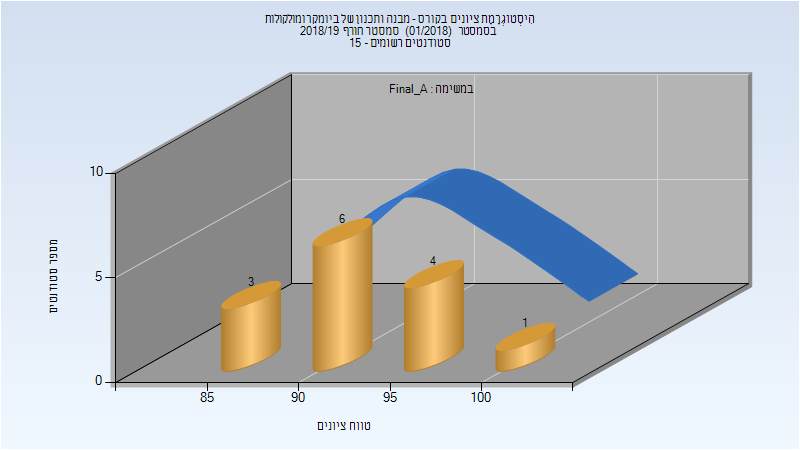 היסטוגרמת ציונים בקורס - מבנה ותכנון של ביומקרומולקולות
בסמסטר (01/2018) סמסטר חורף 2018/19
סטודנטים רשומים - 15
במשימה : Final_A
10
5
0
מספר סטודנטים
3
6
4
1
85
90
95
100
טווח ציונים